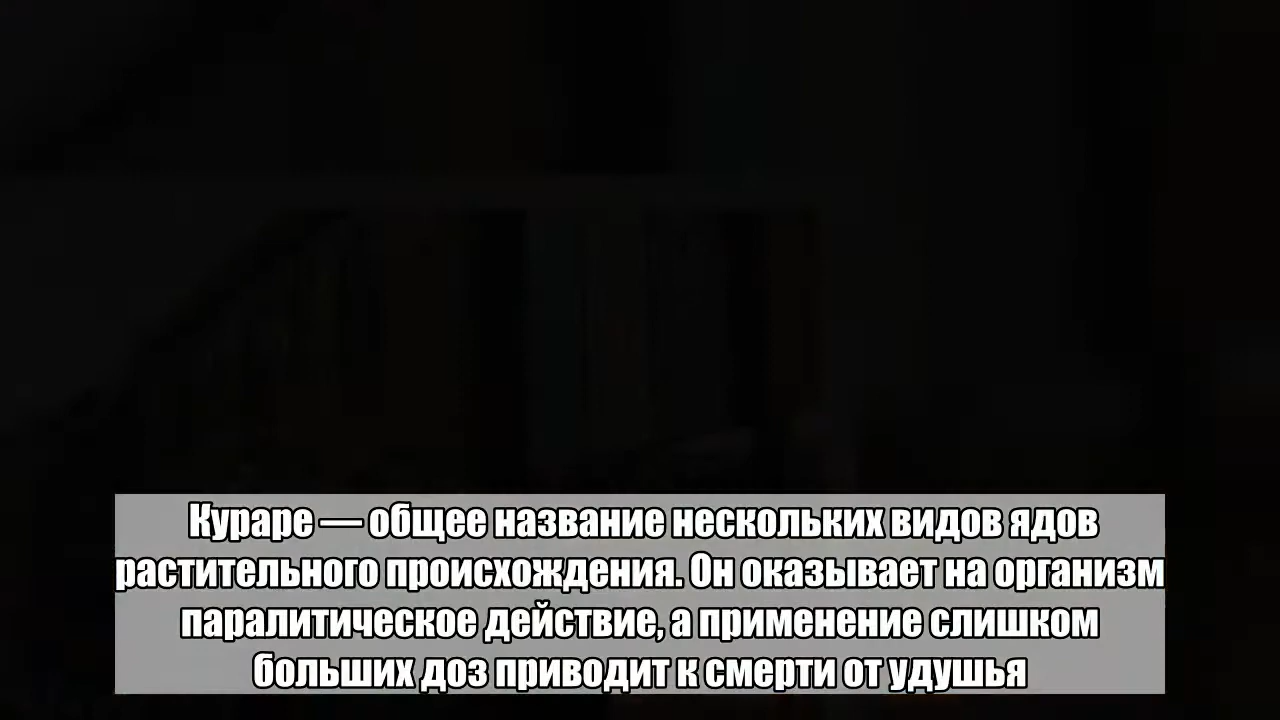 Кураре — общее название нескольких видов ядов
растительного происхождения. Он оказывает на организм
паралитическое действие, а применение слишком
больших доз приводит к смерти от удушья